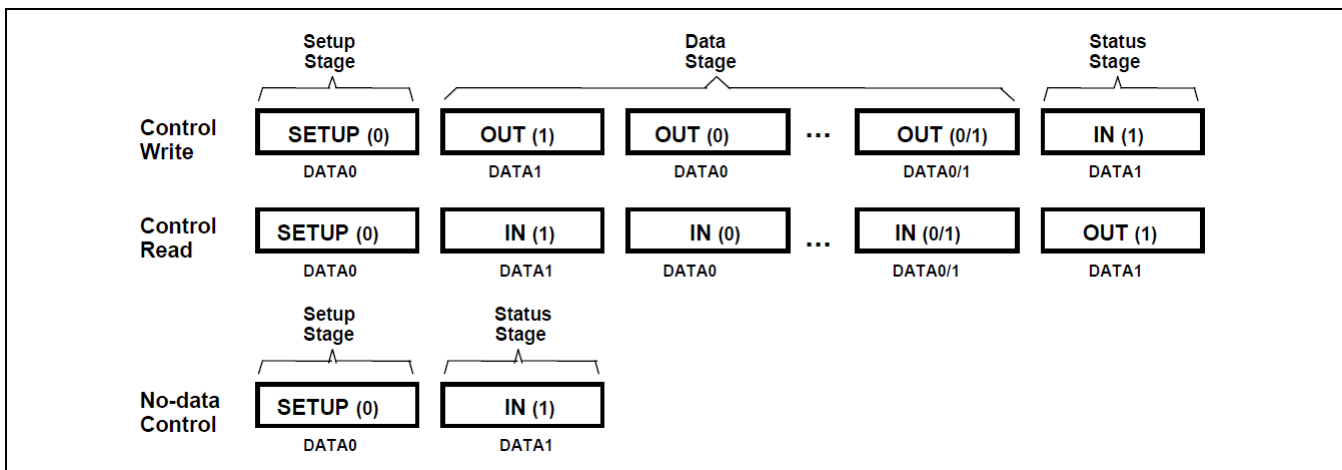 Setup Data Status
Stage Stage Stage
Control SETUP (0) OUT (1) OUT (0) ... OUT (0/1) IN (1)
Write
DATA0 DATA1 DATA0 DATA0/1 DATA1
Control SETUP (0) IN (1) IN (0) ... IN (0/1) OUT (1)
Read
DATA0 DATA1 DATA0 DATA0/1 DATA1
Setup Status
Stage Stage
No-data SETUP (0) IN (1)
Control
DATA0 DATA1